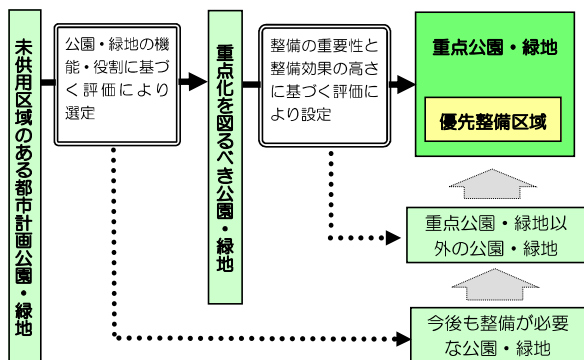 未供用区域のある都市計画公園・緑地
公園・緑地の機
能・役割に基づ
く評価により
選定
重点化を図るべき公園・緑地
整備の重要性と
整備効果の高さ
に基づく評価に
より設定
重点公園・緑地
優先整備区域
重点公園・緑地以
外の公園・緑地
今後も整備が必要
な公園・緑地